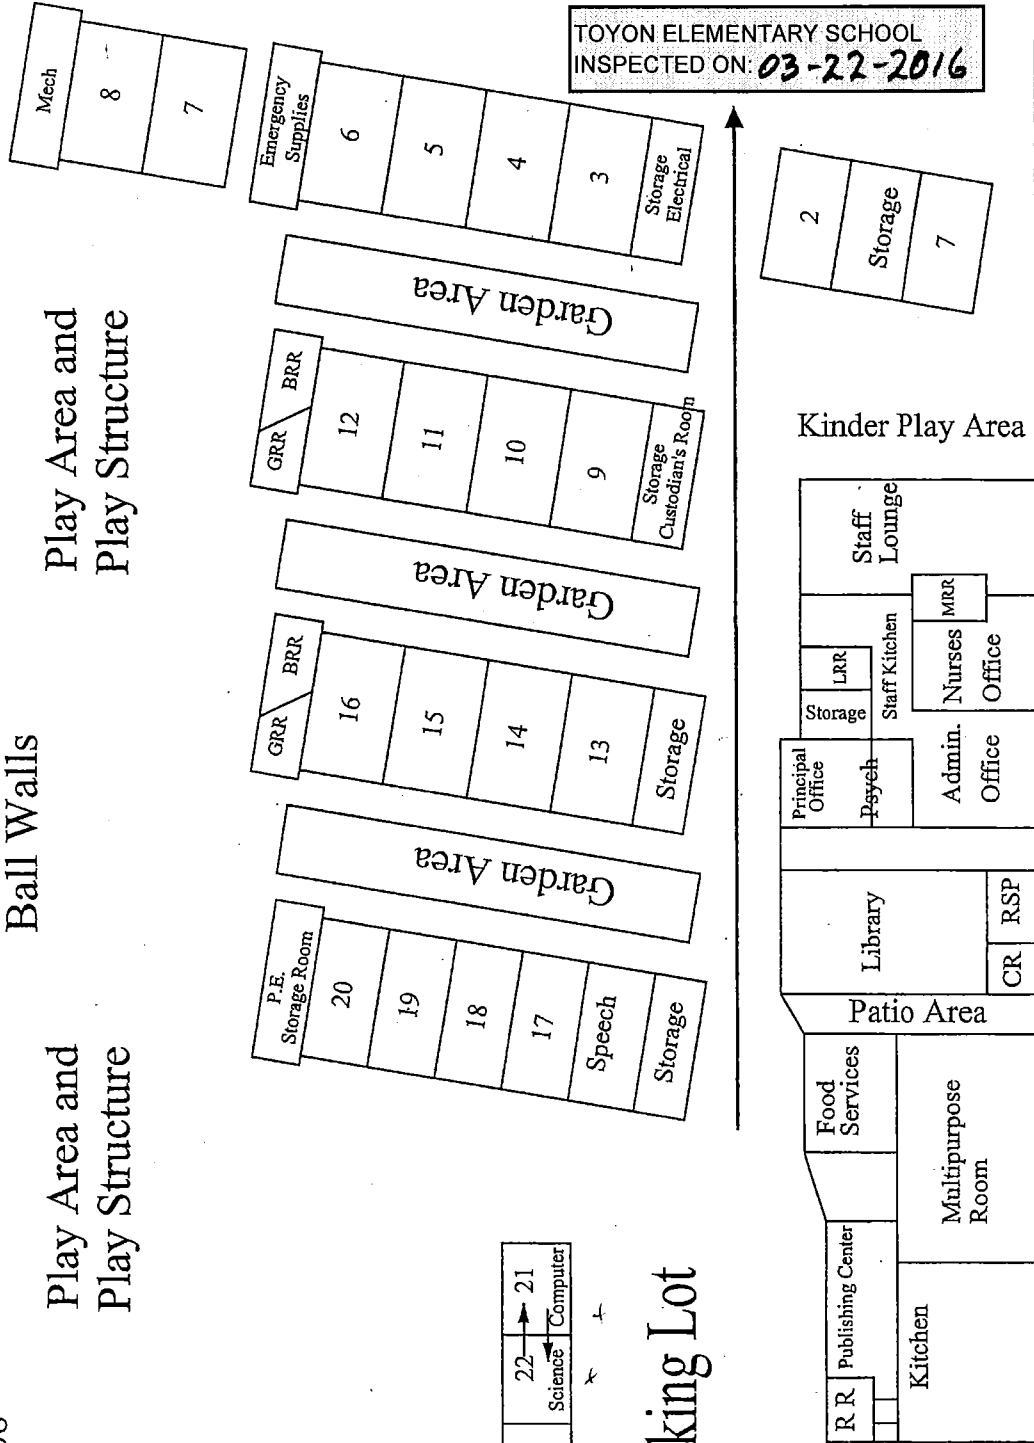 TOYON ELEMENTARY SCHOOL
INSPECTED ON: 03-22-2016
Mech
8
7
Emergency
Supplies
6
5
4
3
Storage
Electrical
Garden Area
2
Storage
7
Play Area and
Play Structure
GRR
BRR
12
11
10
9
Storage
Custodian's Room
Garden Area
Kinder Play Area
Ball Walls
GRR
BRR
16
15
14
13
Storage
Garden Area
Staff
Lounge
MRR
LRR
Staff Kitchen
Nurses
Office
Storage
Principal
Office
Psych
Admin.
Office
Play Area and
Play Structure
P.E.
Storage Room
20
19
18
17
Speech
Storage
Library
CR
RSP
Patio Area
Food
Services
Multipurpose
Room
22
21
Science
Computer
king Lot
Publishing Center
R R
Kitchen